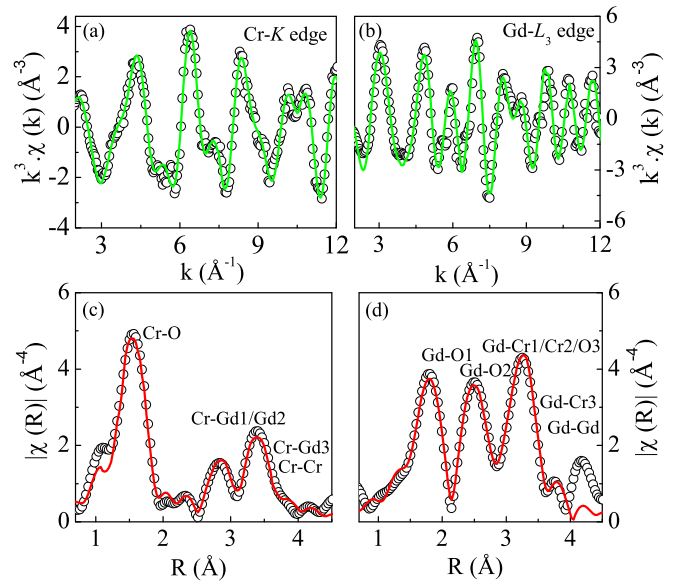 (a) Cr-K edge
(b) Gd-L3 edge
k³.χ (k) (Å⁻³)
4
2
0
-2
-4
6
3
0
-3
-6
k³.χ (k) (Å⁻³)
3 6 9 12
3 6 9 12
k (Å⁻¹)
k (Å⁻¹)
(c)
Cr-O
Cr-Gd1/Gd2
Cr-Gd3
Cr-Cr
(d)
Gd-O1
Gd-O2
Gd-Cr1/Cr2/O3
Gd-Cr3
Gd-Gd
|χ (R)| (Å⁻⁴)
6
4
2
0
6
4
2
0
|χ (R)| (Å⁻⁴)
1 2 3 4
1 2 3 4
R (Å)
R (Å)